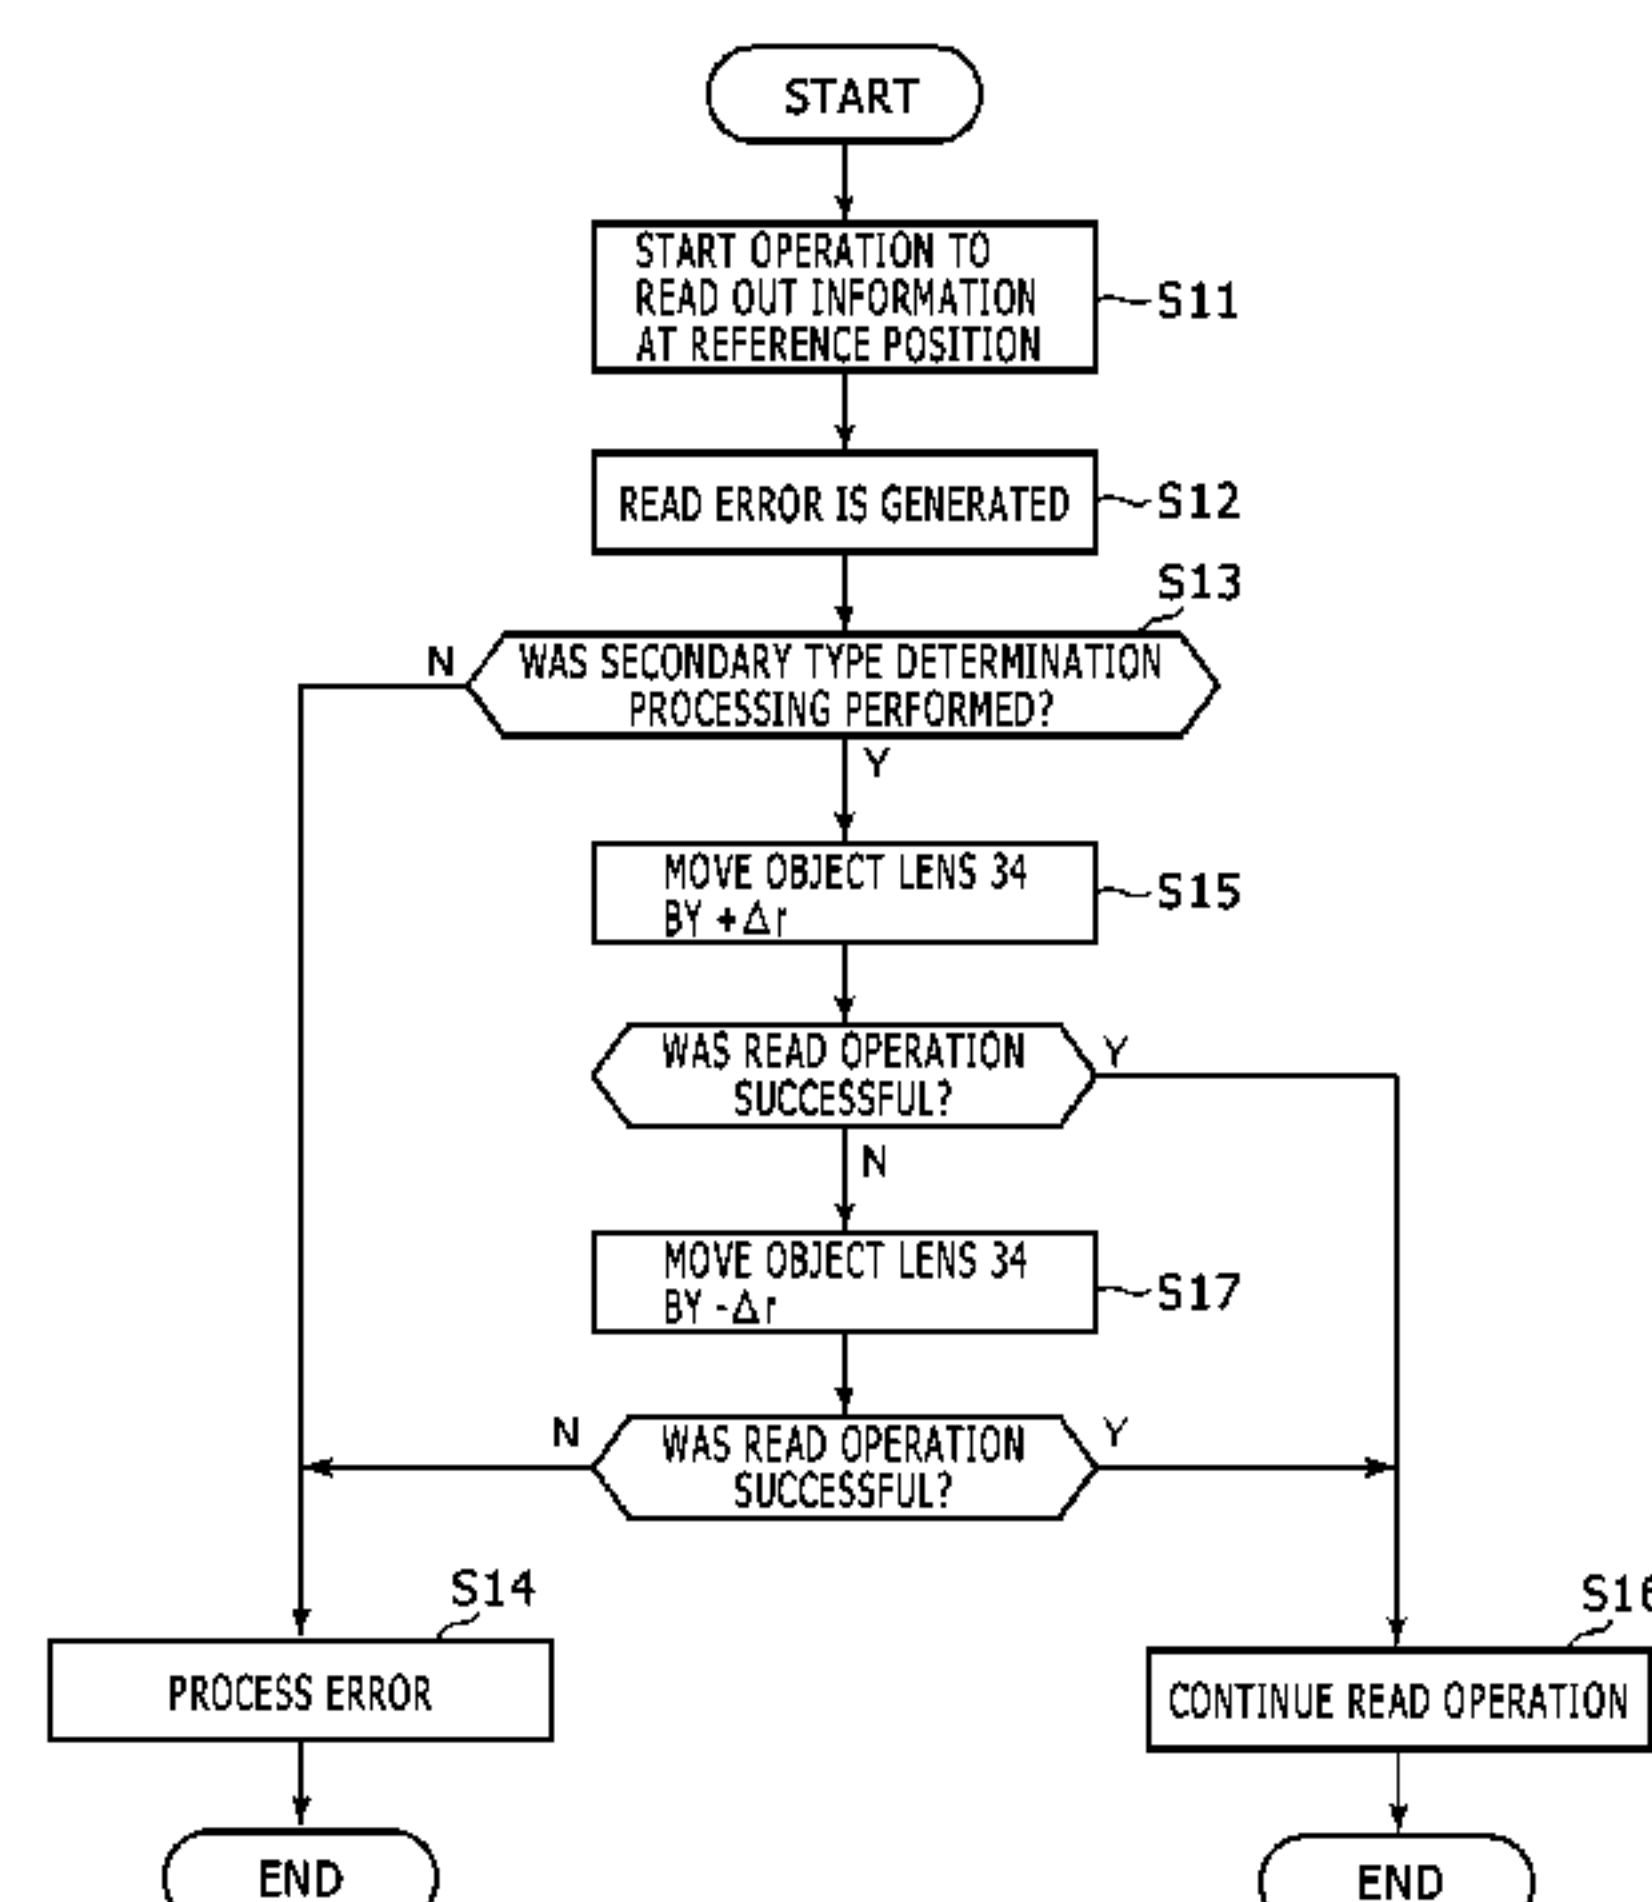 START
START OPERATION TO
READ OUT INFORMATION
AT REFERENCE POSITION
S11
READ ERROR IS GENERATED
S12
S13
N
WAS SECONDARY TYPE DETERMINATION
PROCESSING PERFORMED?
Y
MOVE OBJECT LENS 34
BY +Δr
S15
WAS READ OPERATION
SUCCESSFUL?
Y
N
MOVE OBJECT LENS 34
BY -Δr
S17
N
WAS READ OPERATION
SUCCESSFUL?
Y
S14
S16
PROCESS ERROR
CONTINUE READ OPERATION
END
END